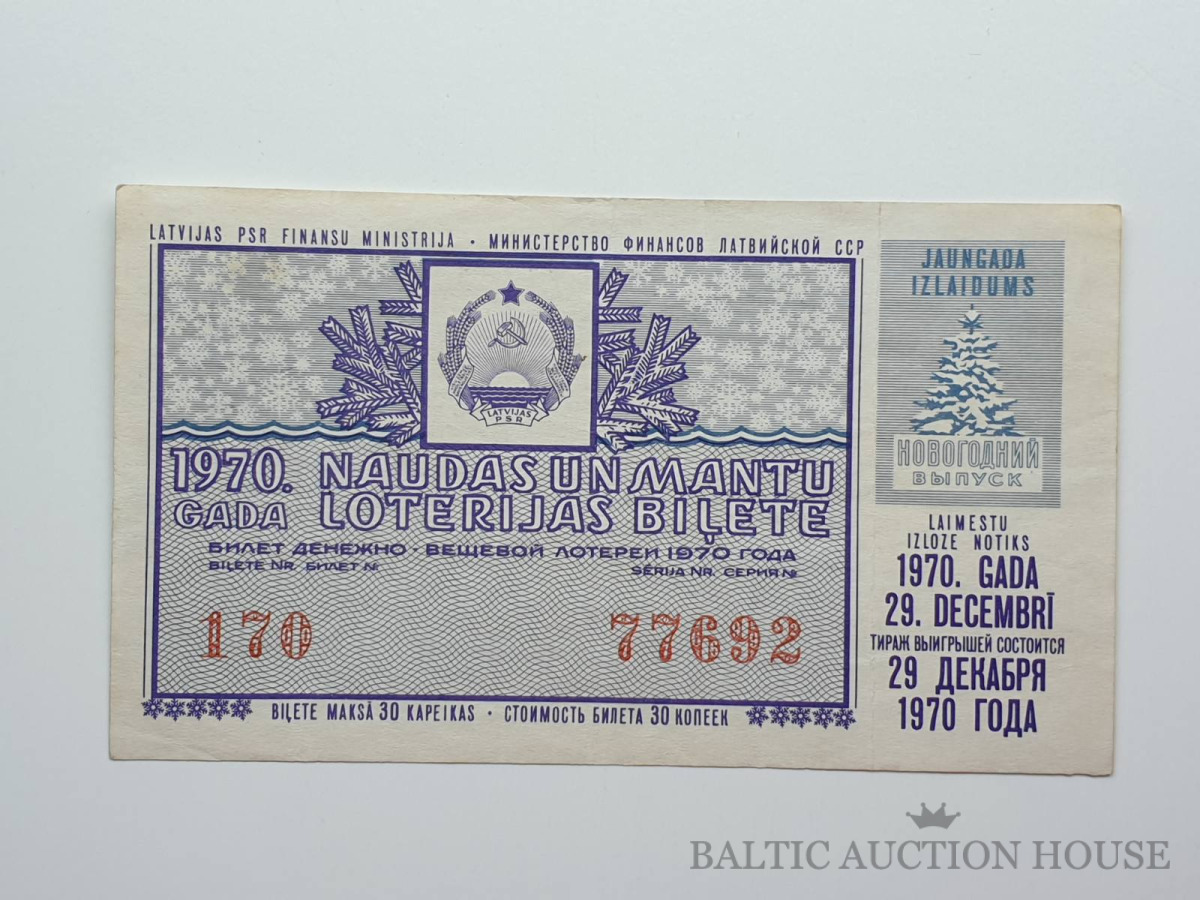 LATVIJAS PSR FINANSU MINISTRIJA • МИНИСТЕРСТВО ФИНАНСОВ ЛАТВИЙСКОЙ ССР
LATVIJAS
PSR
1970. NAUDAS UN MANTU
GADA LOTERIJAS BIĻETE
БИЛЕТ ДЕНЕЖНО-ВЕЩЕВОЙ ЛОТЕРЕИ 1970 ГОДА
BIĻETE NR. БИЛЕТ № SĒRIJA NR. СЕРИЯ №
170 77692
BIĻETE MAKSĀ 30 KAPEIKAS • СТОИМОСТЬ БИЛЕТА 30 КОПЕЕК
JAUNGADA
IZLAIDUMS
НОВОГОДНИЙ
ВЫПУСК
LAIMESTU
IZLOZE NOTIKS
1970. GADA
29. DECEMBRĪ
ТИРАЖ ВЫИГРЫШЕЙ СОСТОИТСЯ
29 ДЕКАБРЯ
1970 ГОДА
BALTIC AUCTION HOUSE